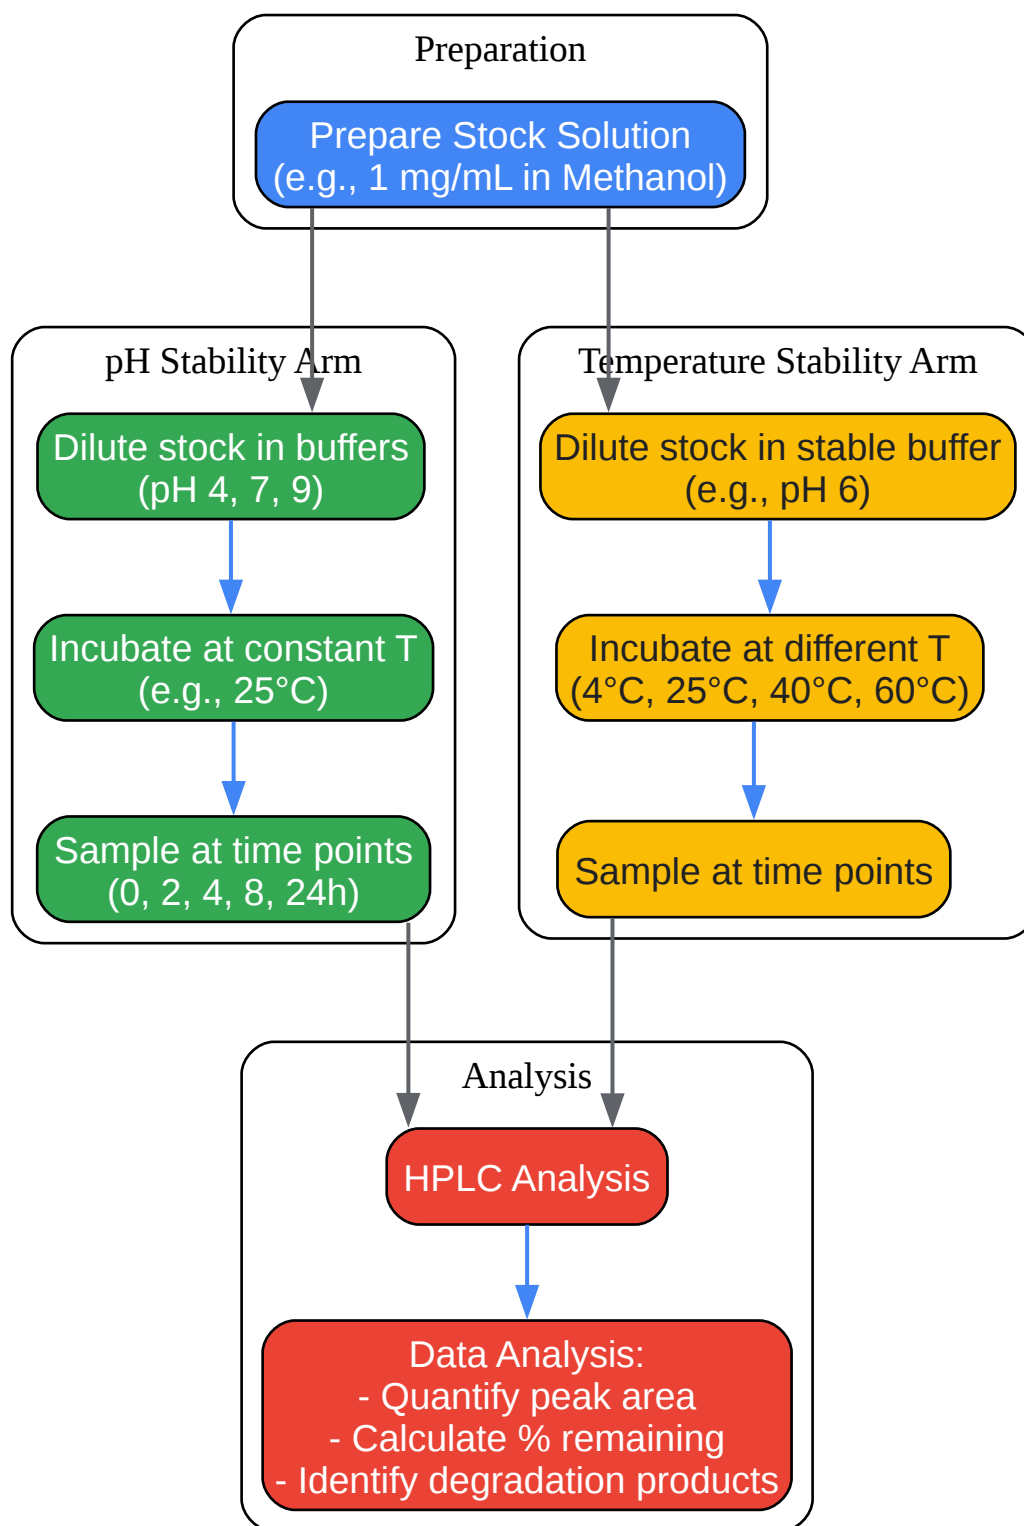 Preparation
Prepare Stock Solution
(e.g., 1 mg/mL in Methanol)
pH Stability Arm
Dilute stock in buffers
(pH 4, 7, 9)
Incubate at constant T
(e.g., 25°C)
Sample at time points
(0, 2, 4, 8, 24h)
Temperature Stability Arm
Dilute stock in stable buffer
(e.g., pH 6)
Incubate at different T
(4°C, 25°C, 40°C, 60°C)
Sample at time points
Analysis
HPLC Analysis
Data Analysis:
- Quantify peak area
- Calculate % remaining
- Identify degradation products